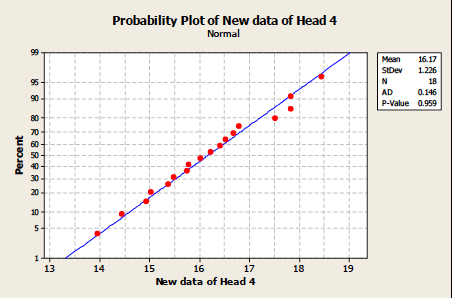 Probability Plot of New data of Head 4
Normal
99
95
90
80
70
60
50
40
30
20
10
5
1
Percent
13 14 15 16 17 18 19
New data of Head 4
Mean 16.17
StDev 1.226
N 18
AD 0.146
P-Value 0.959